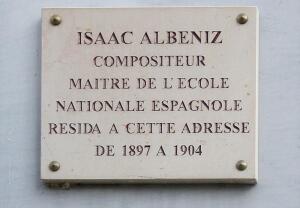 ISAAC ALBENIZ
COMPOSITEUR
MAITRE DE L'ECOLE
NATIONALE ESPAGNOLE
RESIDA A CETTE ADRESSE
DE 1897 A 1904